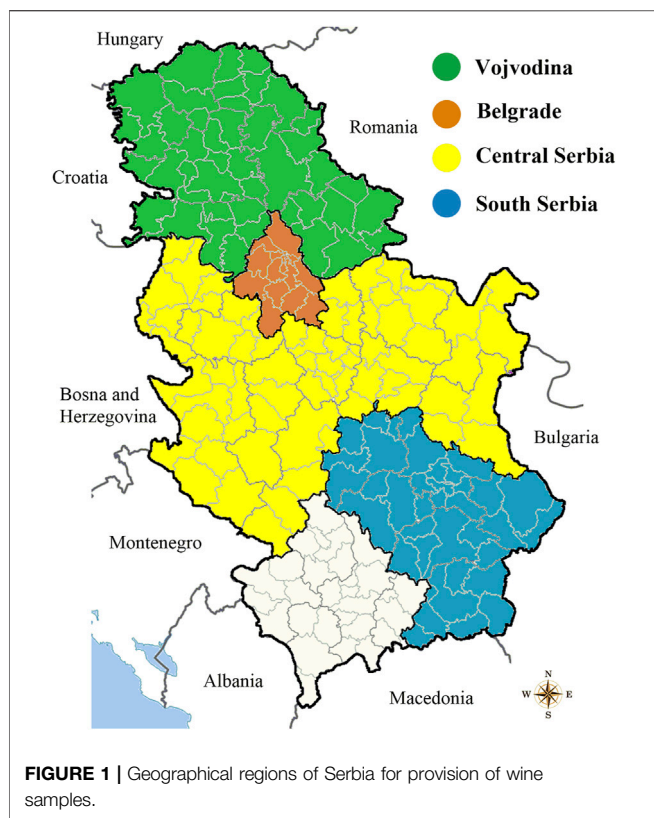 Hungary
Vojvodina
Belgrade
Romania
Central Serbia
Croatia
South Serbia
Bosna and
Herzegovina
Bulgaria
Montenegro
Albania
Macedonia
N
W
E
S
FIGURE 1 | Geographical regions of Serbia for provision of wine
samples.